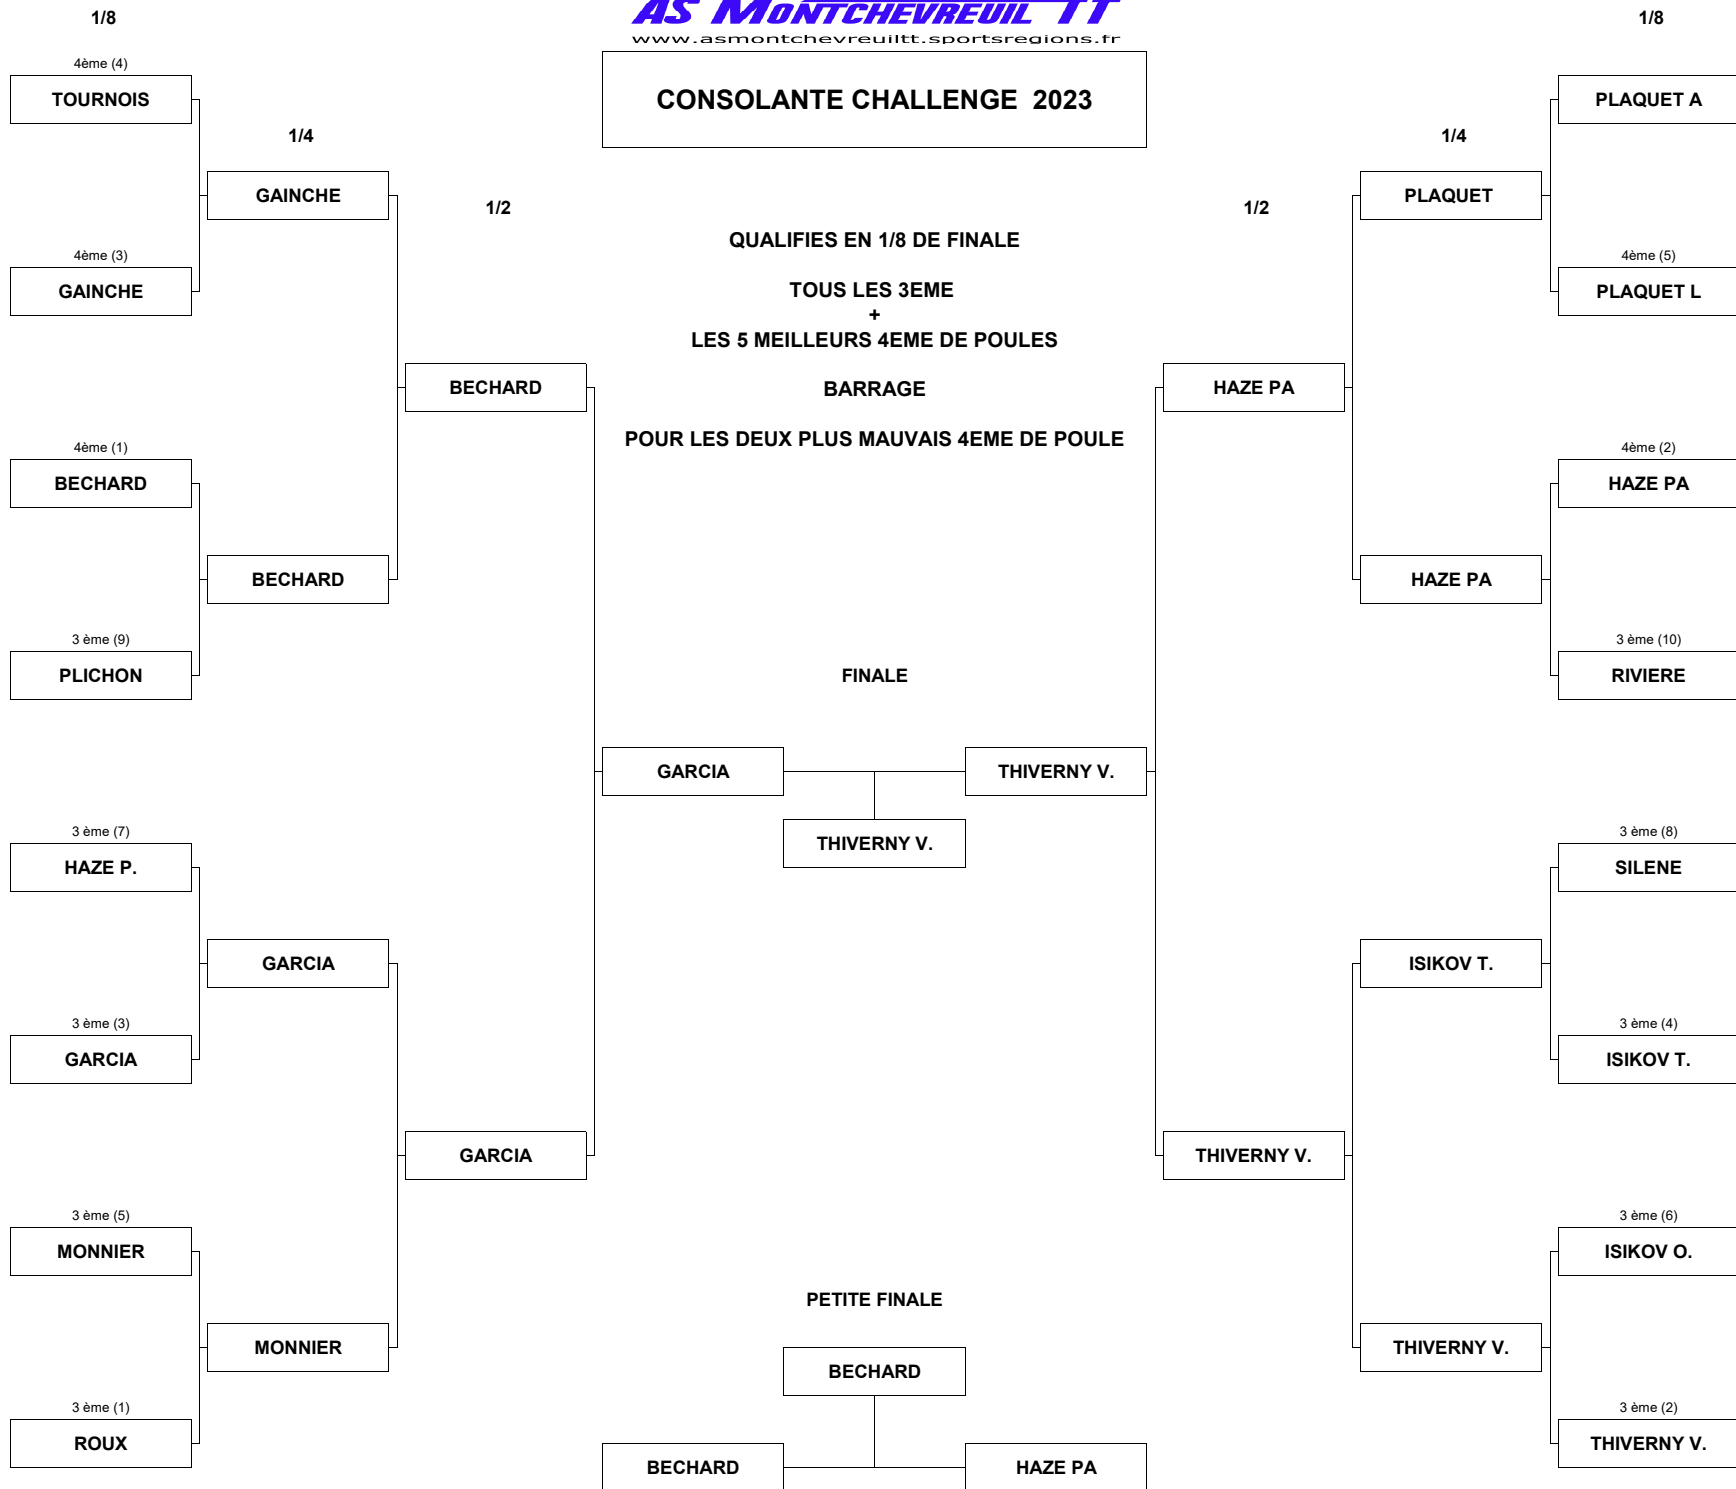 AS MONTCHEVREUIL TT
www.asmontchevreuiltt.sportsregions.fr
1/8
1/8
CONSOLANTE CHALLENGE 2023
4ème (4)
TOURNOIS
PLAQUET A
1/4
1/4
GAINCHE
PLAQUET
1/2
1/2
QUALIFIES EN 1/8 DE FINALE
4ème (3)
GAINCHE
4ème (5)
PLAQUET L
TOUS LES 3EME
+
LES 5 MEILLEURS 4EME DE POULES
BECHARD
BARRAGE
HAZE PA
POUR LES DEUX PLUS MAUVAIS 4EME DE POULE
4ème (1)
BECHARD
4ème (2)
HAZE PA
BECHARD
HAZE PA
3 ème (9)
PLICHON
3 ème (10)
RIVIERE
FINALE
GARCIA
THIVERNY V.
THIVERNY V.
3 ème (7)
HAZE P.
3 ème (8)
SILENE
GARCIA
ISIKOV T.
3 ème (3)
GARCIA
3 ème (4)
ISIKOV T.
GARCIA
THIVERNY V.
3 ème (5)
MONNIER
3 ème (6)
ISIKOV O.
PETITE FINALE
MONNIER
THIVERNY V.
BECHARD
3 ème (1)
ROUX
3 ème (2)
THIVERNY V.
BECHARD
HAZE PA